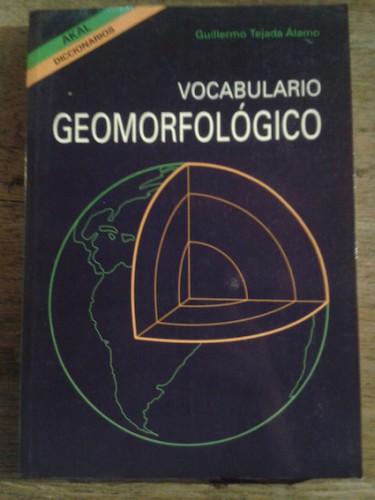 AKAL
DICCIONARIOS
Guillermo Tejada Álamo
VOCABULARIO
GEOMORFOLÓGICO